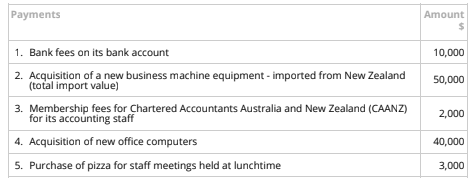 Payments Amount
$
1. Bank fees on its bank account 10,000
2. Acquisition of a new business machine equipment - imported from New Zealand 50,000
(total import value)
3. Membership fees for Chartered Accountants Australia and New Zealand (CAANZ) 2,000
for its accounting staff
4. Acquisition of new office computers 40,000
5. Purchase of pizza for staff meetings held at lunchtime 3,000